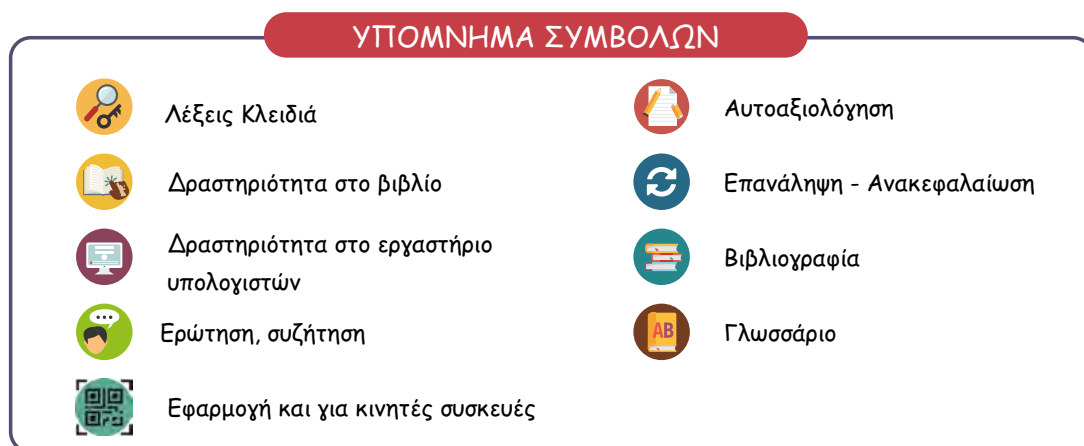 ΥΠΟΜΝΗΜΑ ΣΥΜΒΟΛΩΝ
Λέξεις Κλειδιά
Δραστηριότητα στο βιβλίο
Δραστηριότητα στο εργαστήριο
υπολογιστών
Ερώτηση, συζήτηση
Εφαρμογή και για κινητές συσκευές
Αυτοαξιολόγηση
Επανάληψη - Ανακεφαλαίωση
Βιβλιογραφία
AB
Γλωσσάριο